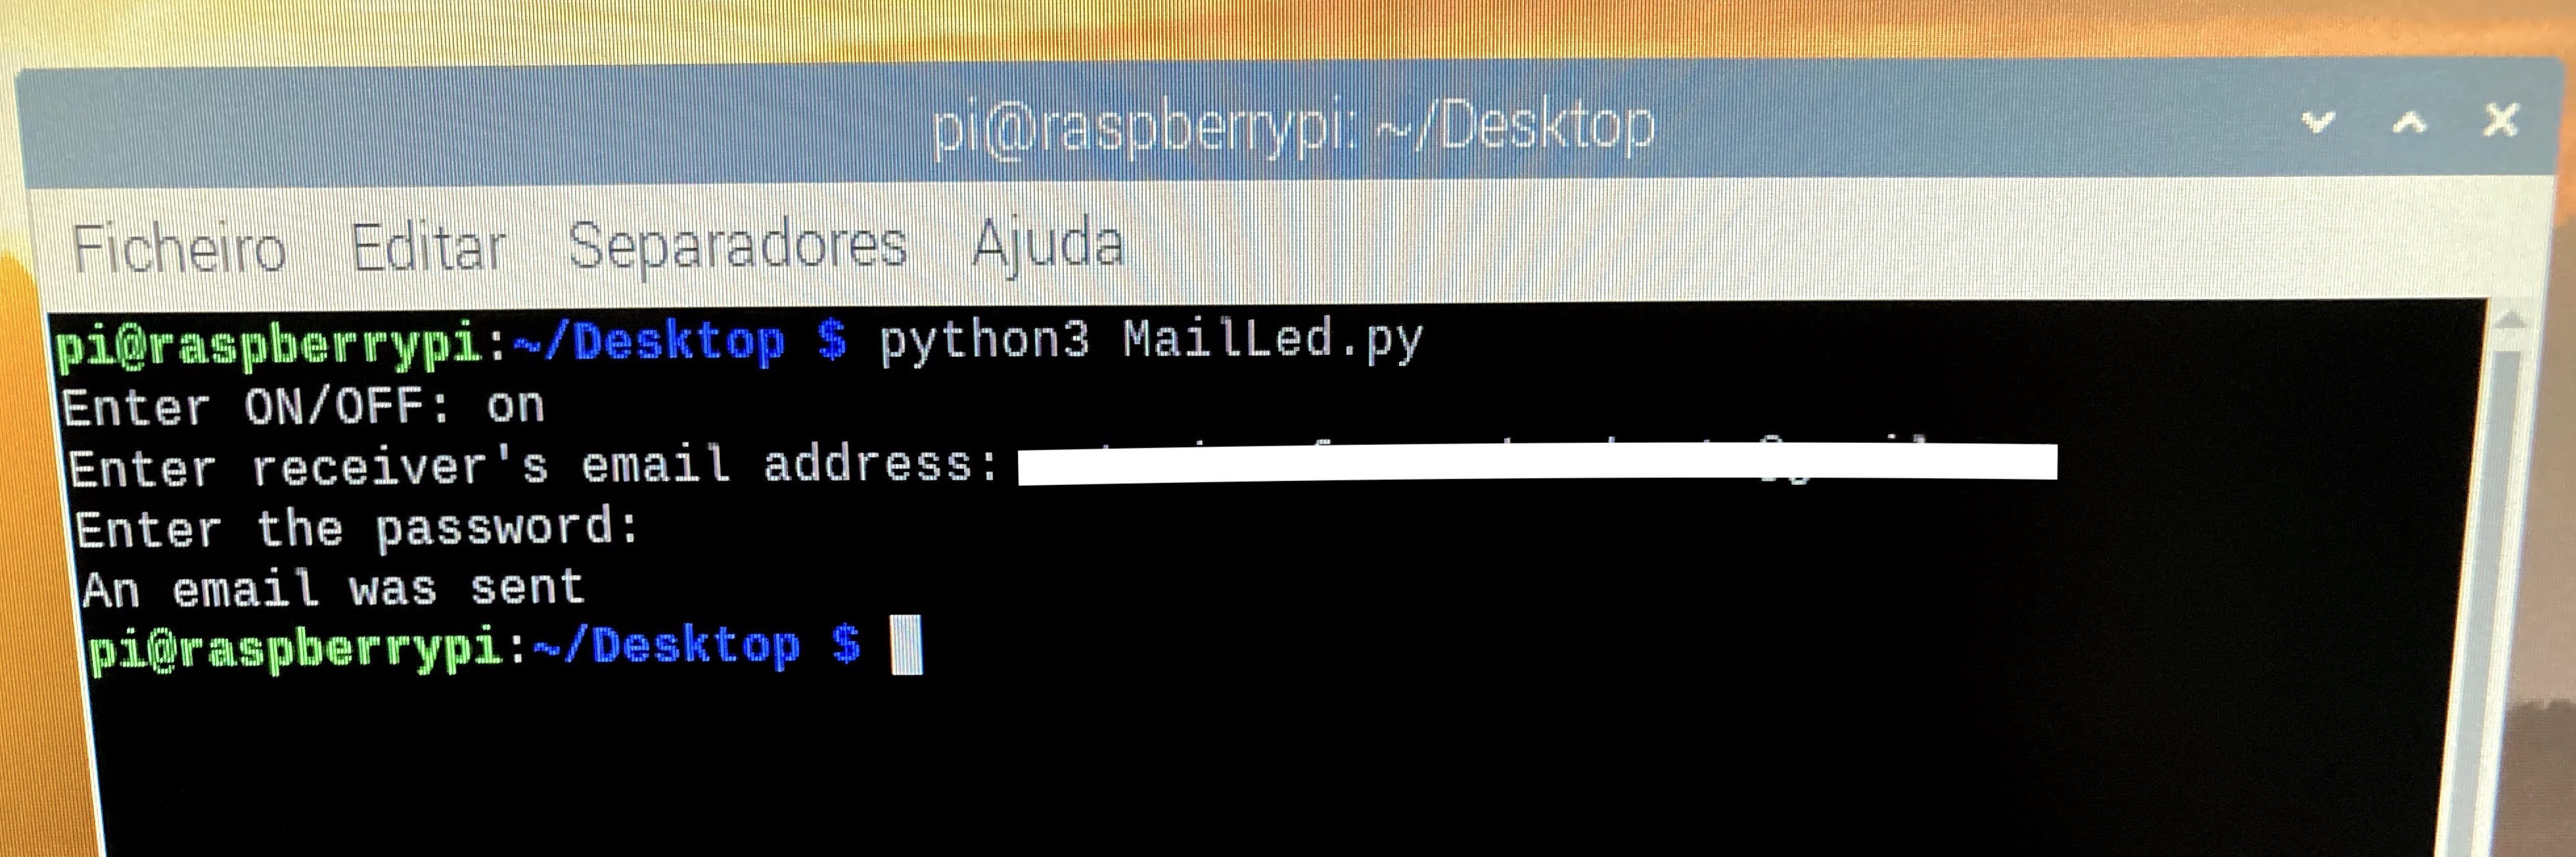 pi@raspberrypi: ~/Desktop
Ficheiro Editar Separadores Ajuda
pi@raspberrypi:~/Desktop $ python3 MailLed.py
Enter ON/OFF: on
Enter receiver's email address:
Enter the password:
An email was sent
pi@raspberrypi:~/Desktop $